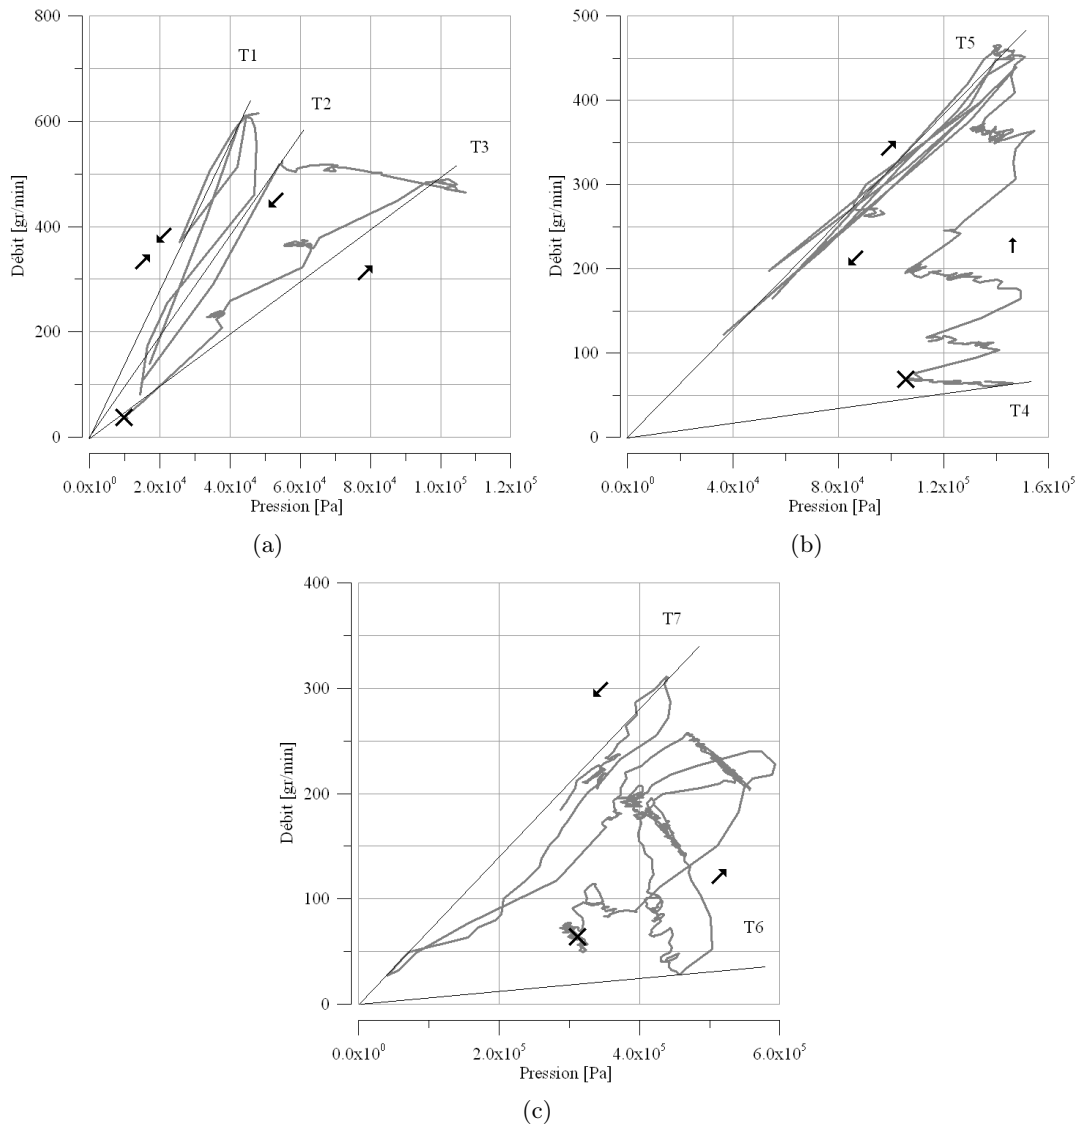 800
600
400
200
0
Débit [gr/min]
T1
T2
T3
0.0x10⁰ 2.0x10⁴ 4.0x10⁴ 6.0x10⁴ 8.0x10⁴ 1.0x10⁵ 1.2x10⁵
Pression [Pa]
(a)
500
400
300
200
100
0
Débit [gr/min]
T5
T4
0.0x10⁰ 4.0x10⁴ 8.0x10⁴ 1.2x10⁵ 1.6x10⁵
Pression [Pa]
(b)
400
300
200
100
0
Débit [gr/min]
T7
T6
0.0x10⁰ 2.0x10⁵ 4.0x10⁵ 6.0x10⁵
Pression [Pa]
(c)